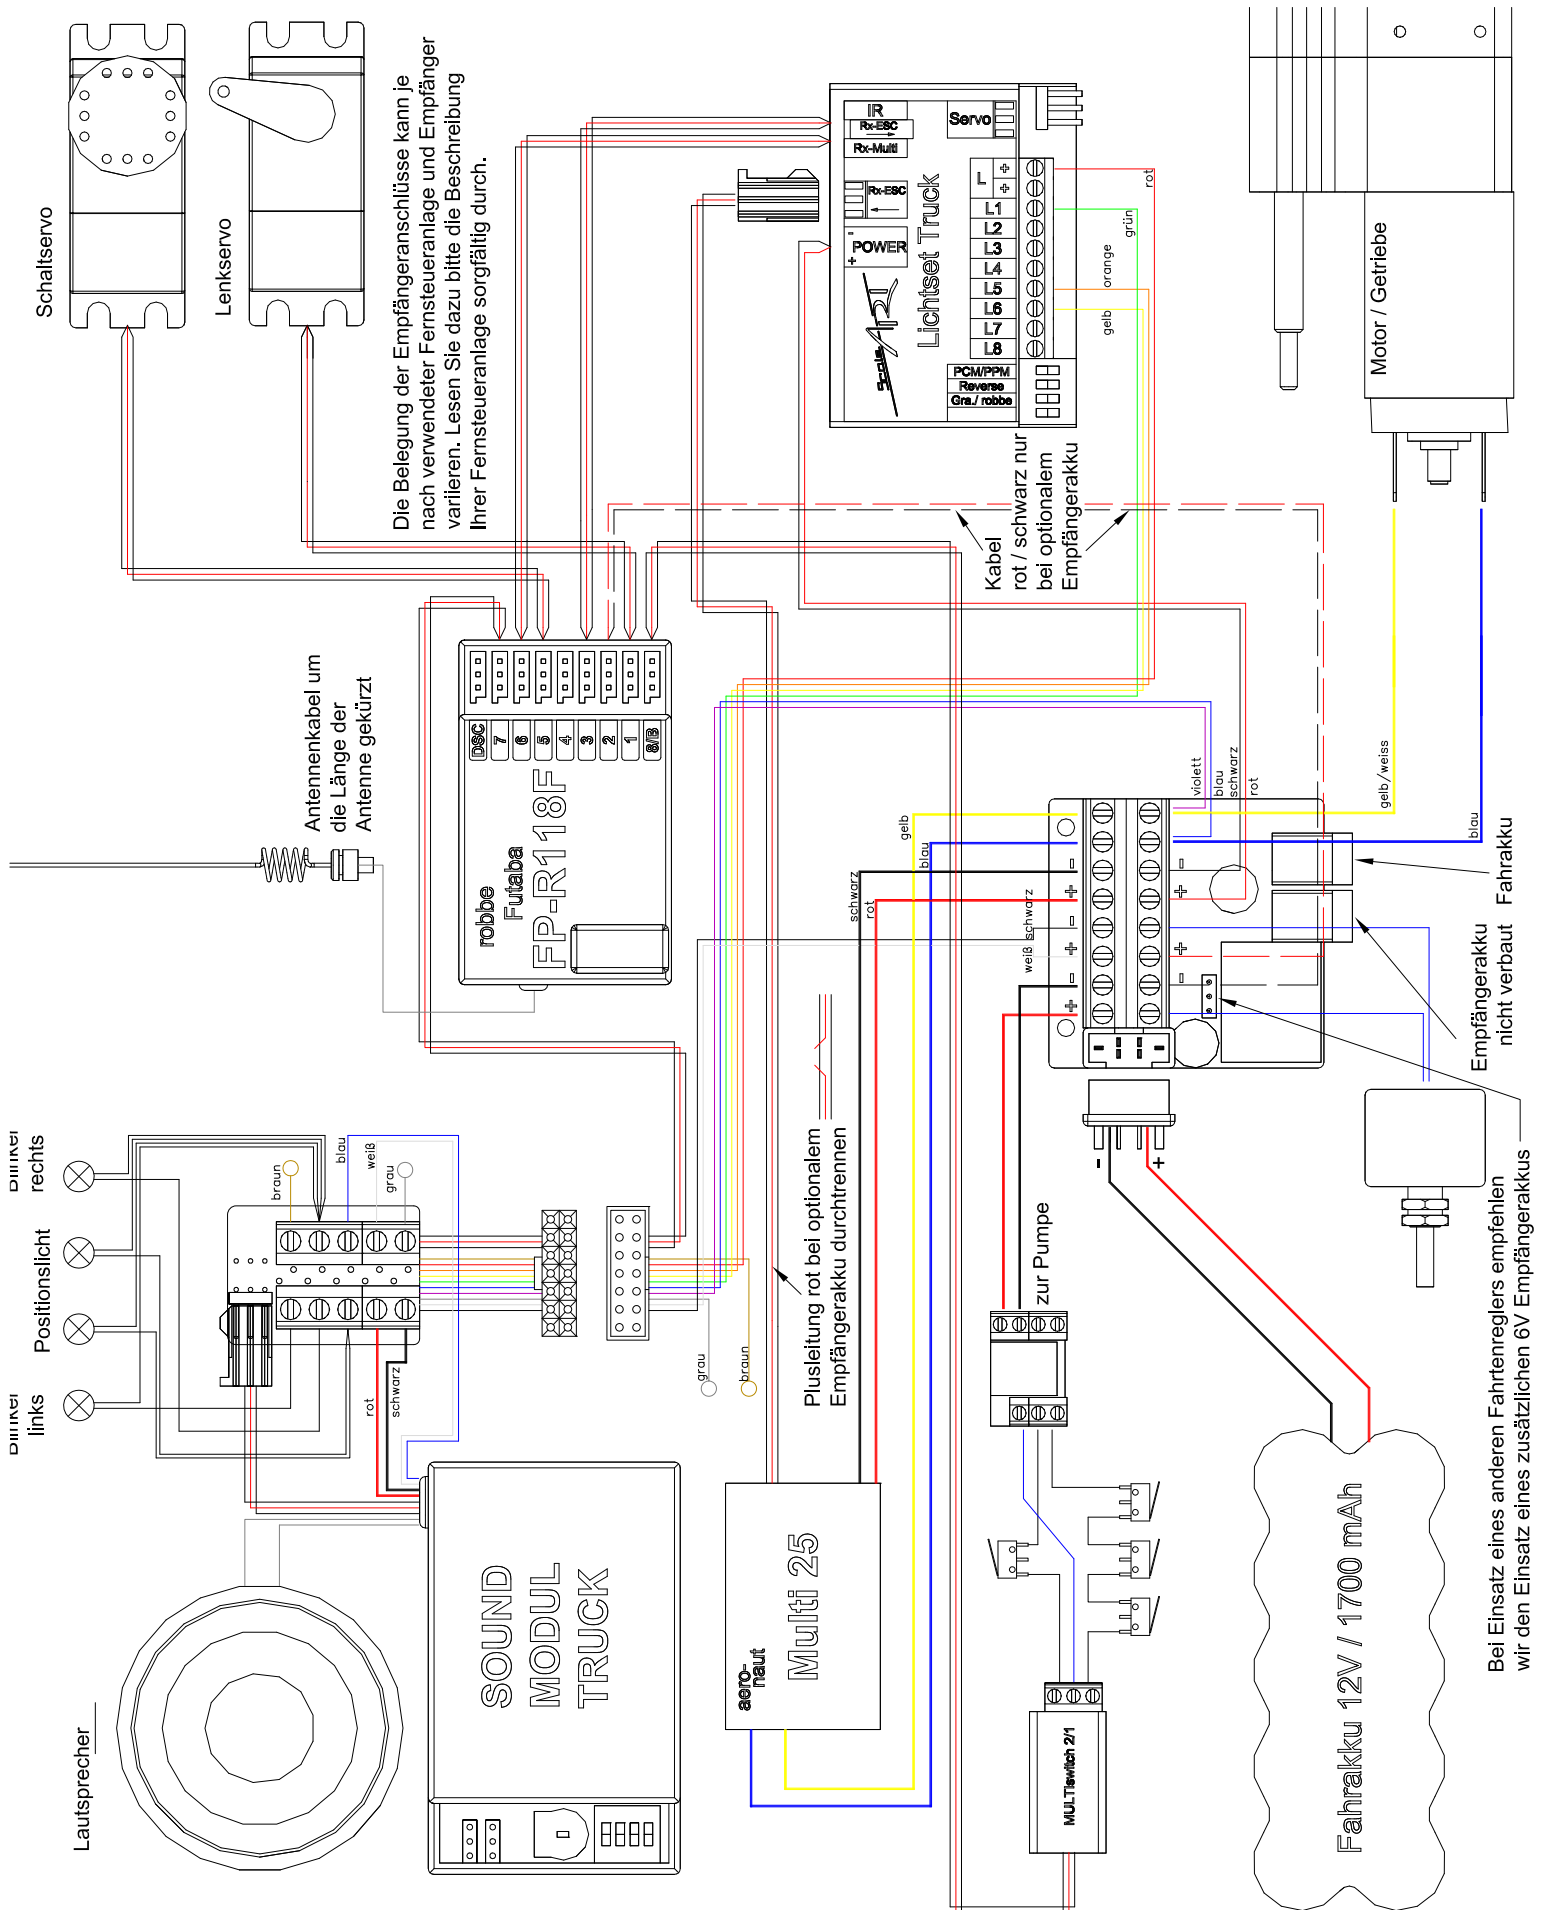 Schaltservo
Lenkservo
Die Belegung der Empfängeranschlüsse kann je
nach verwendeter Fernsteueranlage und Empfänger
variieren. Lesen Sie dazu bitte die Beschreibung
Ihrer Fernsteueranlage sorgfältig durch.
IR
Rx-ESC
Rx-Multi
Servo
Rx-ESC
- +
POWER
scale ART
Lichtset Truck
+ +
L1
L2
L3
L4
L5
L6
L7
L8
PCM/PPM
Reverse
Gra./ robbe
rot
grün
orange
gelb
Motor / Getriebe
Kabel
rot / schwarz nur
bei optionalem
Empfängerakku
Antennenkabel um
die Länge der
Antenne gekürzt
robbe
Futaba
FP-R118F
DSC
7
6
5
4
3
2
1
8/B
gelb
blau
schwarz
rot
weiß
schwarz
violett
blau
schwarz
rot
gelb/weiss
blau
- + - + - +
- + + -
Fahrakku
Empfängerakku
nicht verbaut
Blinker
rechts
Positionslicht
Blinker
links
braun
blau
weiß
grau
rot
schwarz
grau
braun
Plusleitung rot bei optionalem
Empfängerakku durchtrennen
zur Pumpe
- +
Bei Einsatz eines anderen Fahrtenreglers empfehlen
wir den Einsatz eines zusätzlichen 6V Empfängerakkus
Lautsprecher
SOUND
MODUL
TRUCK
aero-
naut
Multi 25
MULTIswitch 2/1
Fahrakku 12V / 1700 mAh